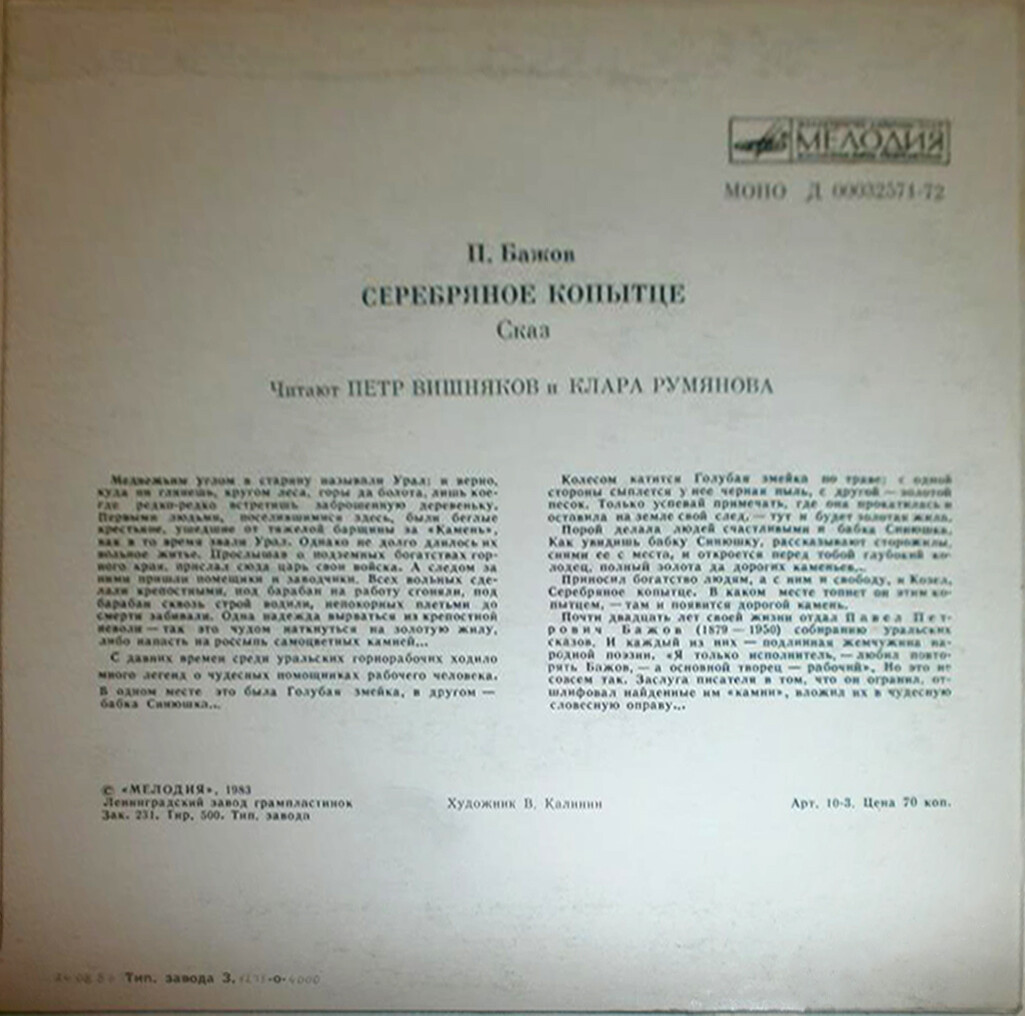 МЕЛОДИЯ
МОНО Д 00032571-72
П. Бажов
СЕРЕБРЯНОЕ КОПЫТЦЕ
Сказ
Читают ПЕТР ВИШНЯКОВ и КЛАРА РУМЯНОВА
Медвежьим углом в старину называли Урал: и верно,
куда ни глянешь, кругом леса, горы да болота, лишь кое-
где редко-редко встретишь заброшенную деревеньку.
Первыми людьми, поселившимися здесь, были беглые
крестьяне, ушедшие от тяжелой барщины за «Камень»,
как в то время звали Урал. Однако не долго длилось их
вольное житье. Прослышав о подземных богатствах гор-
ного края, прислал сюда царь свои войска. А следом за
ними пришли помещики и заводчики. Всех вольных сде-
лали крепостными, под барабан на работу сгоняли, под
барабан сквозь строй водили, непокорных плетьми до
смерти забивали. Одна надежда вырваться из крепостной
неволи — так это чудом наткнуться на золотую жилу,
либо напасть на россыпь самоцветных камней...
С давних времен среди уральских горнорабочих ходило
много легенд о чудесных помощниках рабочего человека.
В одном месте это была Голубая змейка, в другом —
бабка Синюшка...
Колесом катится Голубая змейка по траве; с одной
стороны сыплется у нее черная пыль, с другой — золотой
песок. Только успевай примечать, где она прокатилась и
оставила на земле свой след, — тут и будет золотая жила.
Порой делала людей счастливыми и бабка Синюшка.
Как увидишь бабку Синюшку, рассказывают старожилы,
сними ее с места, и откроется перед тобой глубокий ко-
лодец, полный золота да дорогих каменьев...
Приносил богатство людям, а с ним и свободу, и Козел,
Серебряное копытце. В каком месте топнет он этим ко-
пытцем, — там и появится дорогой камень.
Почти двадцать лет своей жизни отдал Павел Пет-
рович Бажов (1879 — 1950) собиранию уральских
сказов. И каждый из них — подлинная жемчужина на-
родной поэзии. «Я только исполнитель, — любил повто-
рять Бажов, — а основной творец — рабочий». Но это не
совсем так. Заслуга писателя в том, что он огранил, от-
шлифовал найденные им «камни», вложил их в чудесную
словесную оправу...
© «МЕЛОДИЯ», 1983
Ленинградский завод грампластинок
Зак. 231. Тир. 500. Тип. завода
Художник В. Калинин
Арт. 10-3. Цена 70 коп.
Тип. завода З.